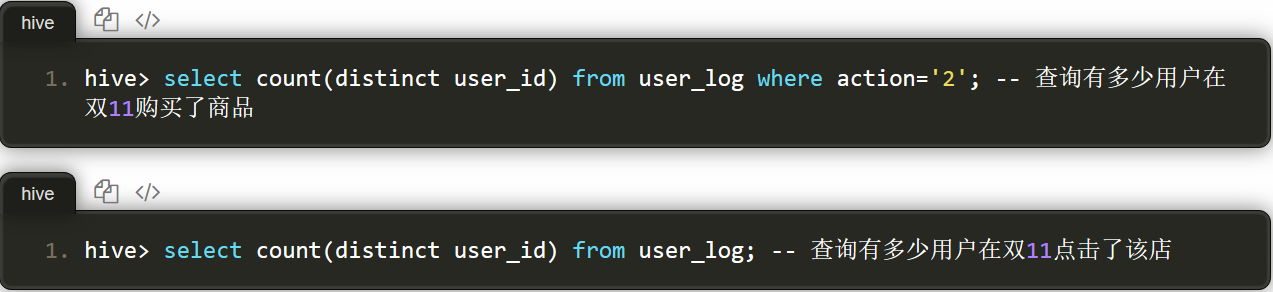 hive
</>
1. hive> select count(distinct user_id) from user_log where action='2'; -- 查询有多少用户在
双11购买了商品
hive
</>
1. hive> select count(distinct user_id) from user_log; -- 查询有多少用户在双11点击了该店